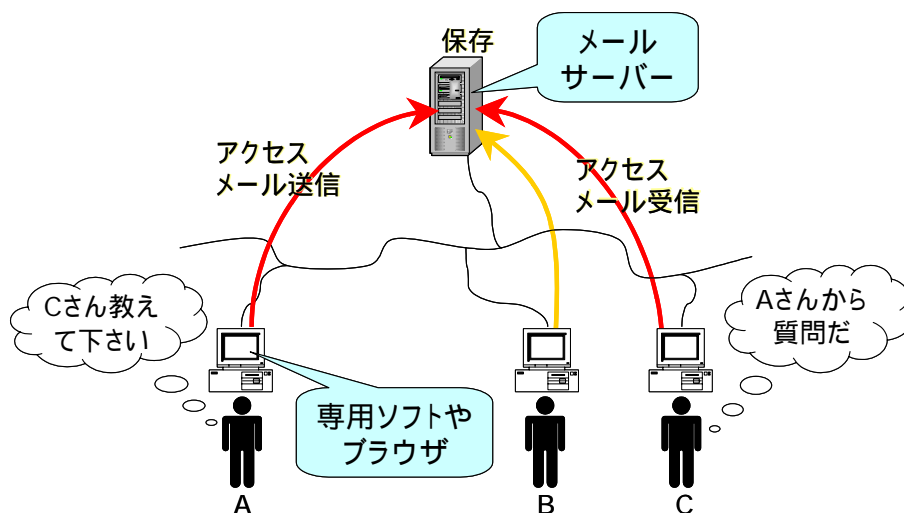 保存
メール
サーバー
アクセス
メール送信
アクセス
メール受信
Cさん教え
て下さい
Aさんから
質問だ
専用ソフトや
ブラウザ
A
B
C